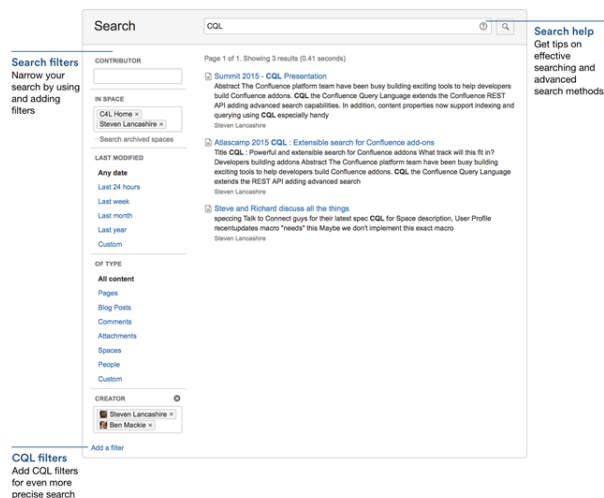 Search
CQL
Search help
Get tips on
effective
searching and
advanced
search methods
Search filters
Narrow your
search by using
and adding
filters
CONTRIBUTOR
IN SPACE
C4L Home ×
Steven Lancashire ×
Search archived spaces
LAST MODIFIED
Any date
Last 24 hours
Last week
Last month
Last year
Custom
OF TYPE
All content
Pages
Blog Posts
Comments
Attachments
Spaces
People
Custom
CREATOR
Steven Lancashire ×
Ben Mackie ×
Add a filter
CQL filters
Add CQL filters
for even more
precise search
Page 1 of 1. Showing 3 results (0.41 seconds)
Summit 2015 - CQL Presentation
Abstract The Confluence platform team have been busy building exciting tools to help developers
build Confluence addons. CQL the Confluence Query Language extends the Confluence REST
API adding advanced search capabilities. In addition, content properties now support indexing and
querying using CQL especially handy
Steven Lancashire
Atlascamp 2015 CQL : Extensible search for Confluence add-ons
Title CQL : Powerful and extensible search for Confluence addons What track will this fit in?
Developers building addons Abstract The Confluence platform team have been busy building
exciting tools to help developers build Confluence addons. CQL the Confluence Query Language
extends the REST API adding advanced search
Steven Lancashire
Steve and Richard discuss all the things
speccing Talk to Connect guys for their latest spec CQL for Space description, User Profile
recentupdates macro "needs" this Maybe we don't implement this exact macro
Steven Lancashire